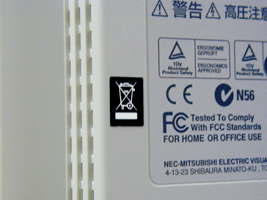 ⚠ 警告 ⚠ 高圧注意
TÜV
Rheinland
Product Safety
ERGONOMIE
GEPRÜFT
ERGONOMICS
APPROVED
TÜV
Rheinland
Product Safety
CE N56
FC Tested To Comply
With FCC Standards
FOR HOME OR OFFICE USE
NEC-MITSUBISHI ELECTRIC VISUA
4-13-23 SHIBAURA MINATO-KU, TO